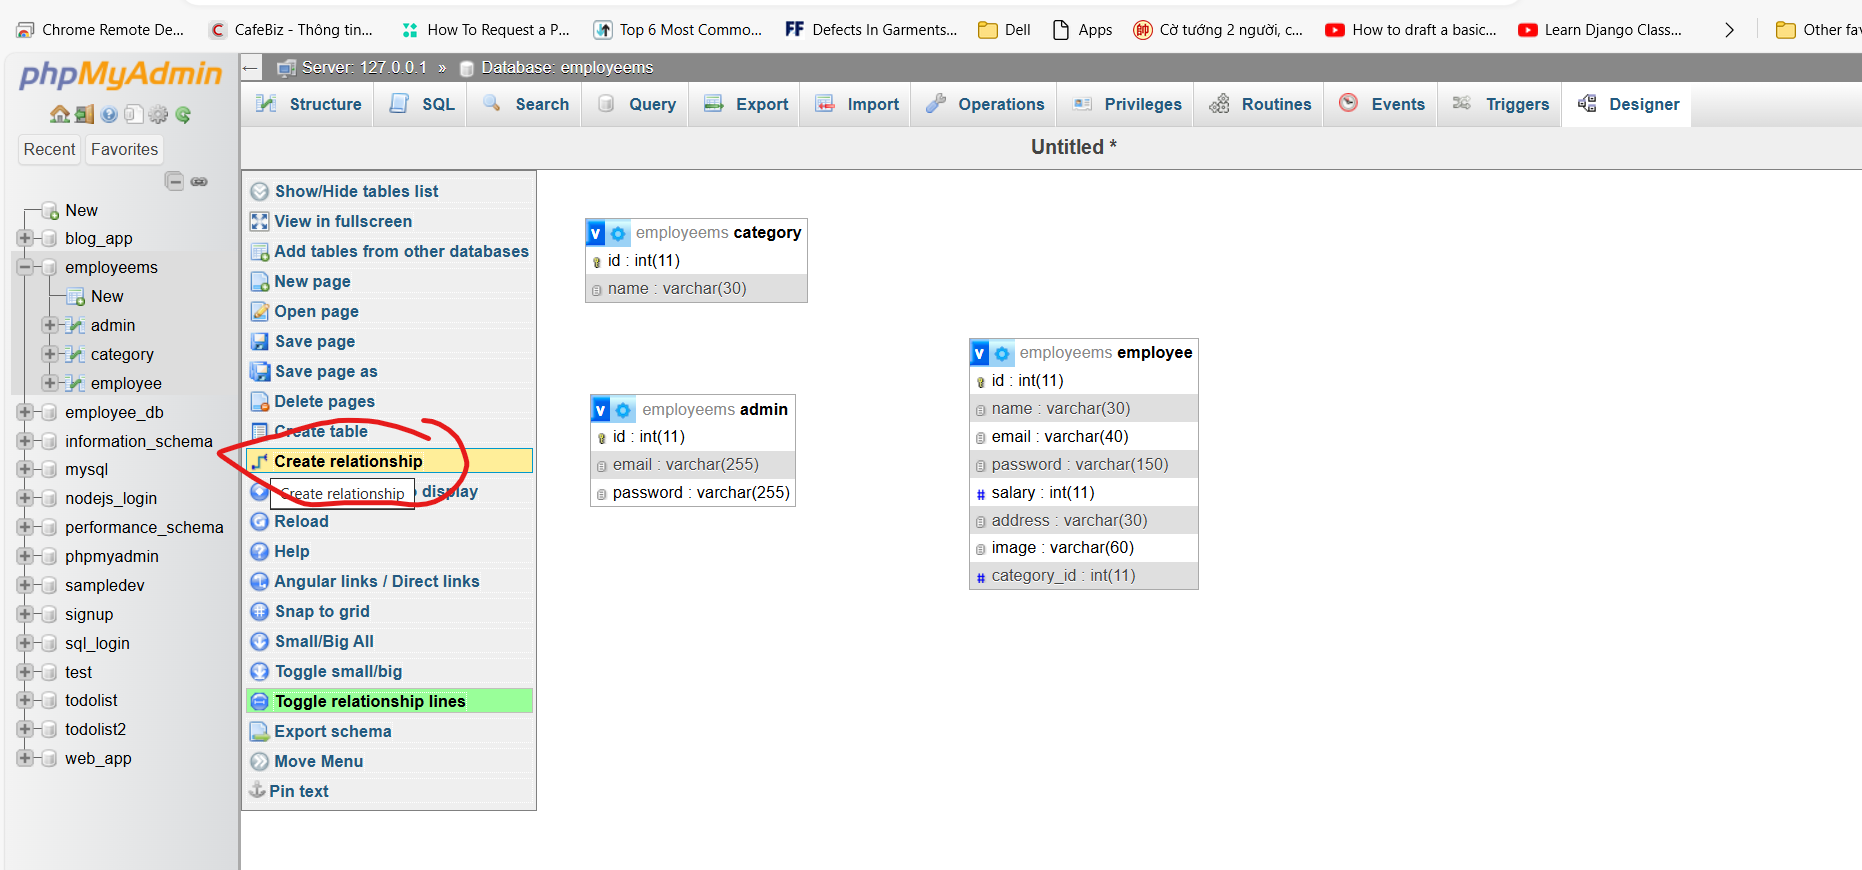 Chrome Remote De...
CafeBiz - Thông tin...
How To Request a P...
Top 6 Most Commo...
FF Defects In Garments...
Dell
Apps
Cờ tướng 2 người, c...
How to draft a basic...
Learn Django Class...
Other fav
phpMyAdmin
Recent Favorites
New
blog_app
employeems
New
admin
category
employee
employee_db
information_schema
mysql
nodejs_login
performance_schema
phpmyadmin
sampledev
signup
sql_login
test
todolist
todolist2
web_app
Server: 127.0.0.1 » Database: employeems
Structure
SQL
Search
Query
Export
Import
Operations
Privileges
Routines
Events
Triggers
Designer
Untitled *
Show/Hide tables list
View in fullscreen
Add tables from other databases
New page
Open page
Save page
Save page as
Delete pages
Create table
Create relationship
Create relationship
display
Reload
Help
Angular links / Direct links
Snap to grid
Small/Big All
Toggle small/big
Toggle relationship lines
Export schema
Move Menu
Pin text
v employeems category
id : int(11)
name : varchar(30)
v employeems admin
id : int(11)
email : varchar(255)
password : varchar(255)
v employeems employee
id : int(11)
name : varchar(30)
email : varchar(40)
password : varchar(150)
# salary : int(11)
address : varchar(30)
image : varchar(60)
# category_id : int(11)